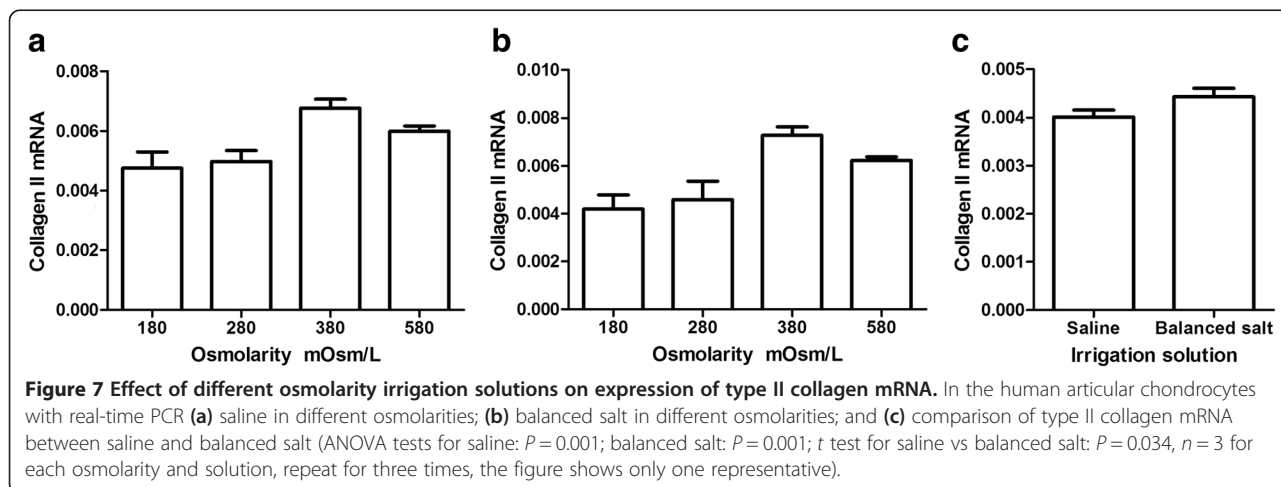 a
b
c
0.008
0.006
0.004
0.002
0.000
Collagen II mRNA
180 280 380 580
Osmolarity mOsm/L
0.010
0.008
0.006
0.004
0.002
0.000
Collagen II mRNA
180 280 380 580
Osmolarity mOsm/L
0.005
0.004
0.003
0.002
0.001
0.000
Collagen II mRNA
Saline Balanced salt
Irrigation solution
Figure 7 Effect of different osmolarity irrigation solutions on expression of type II collagen mRNA. In the human articular chondrocytes
with real-time PCR (a) saline in different osmolarities; (b) balanced salt in different osmolarities; and (c) comparison of type II collagen mRNA
between saline and balanced salt (ANOVA tests for saline: P = 0.001; balanced salt: P = 0.001; t test for saline vs balanced salt: P = 0.034, n = 3 for
each osmolarity and solution, repeat for three times, the figure shows only one representative).